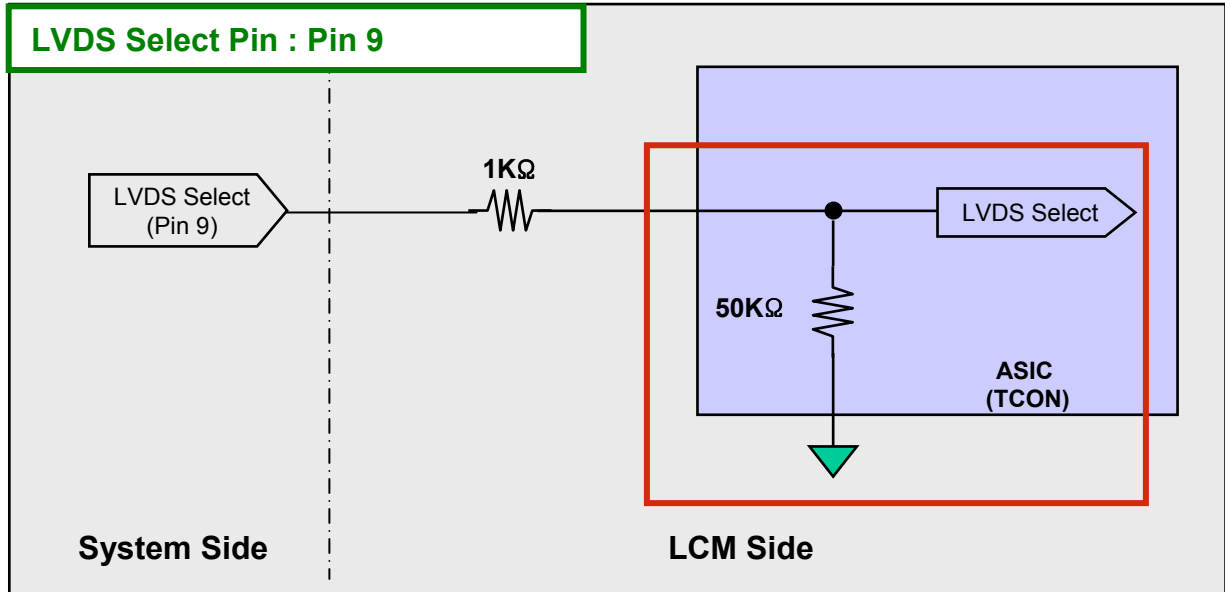 LVDS Select Pin : Pin 9
LVDS Select
(Pin 9)
1KΩ
LVDS Select
50KΩ
ASIC
(TCON)
System Side
LCM Side